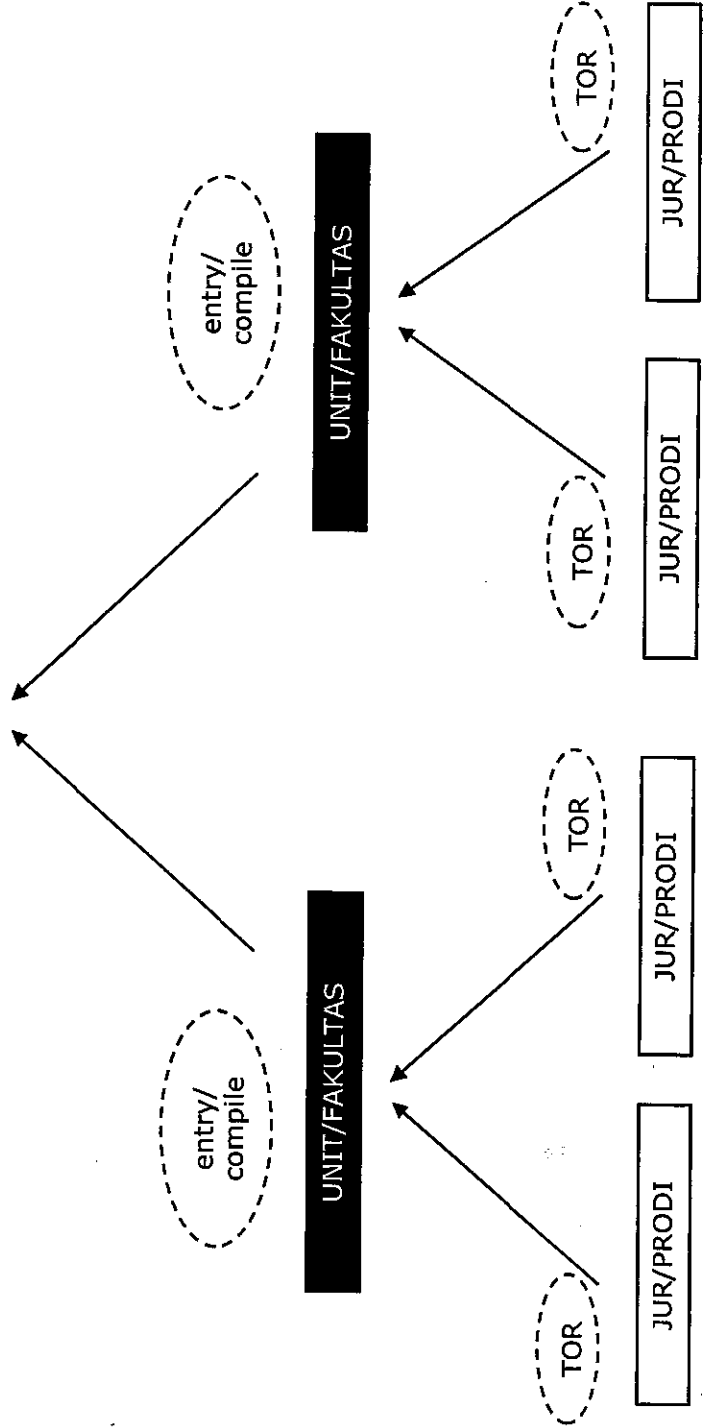 entry/
compile
entry/
compile
UNIT/FAKULTAS
UNIT/FAKULTAS
TOR
TOR
TOR
TOR
JUR/PRODI
JUR/PRODI
JUR/PRODI
JUR/PRODI